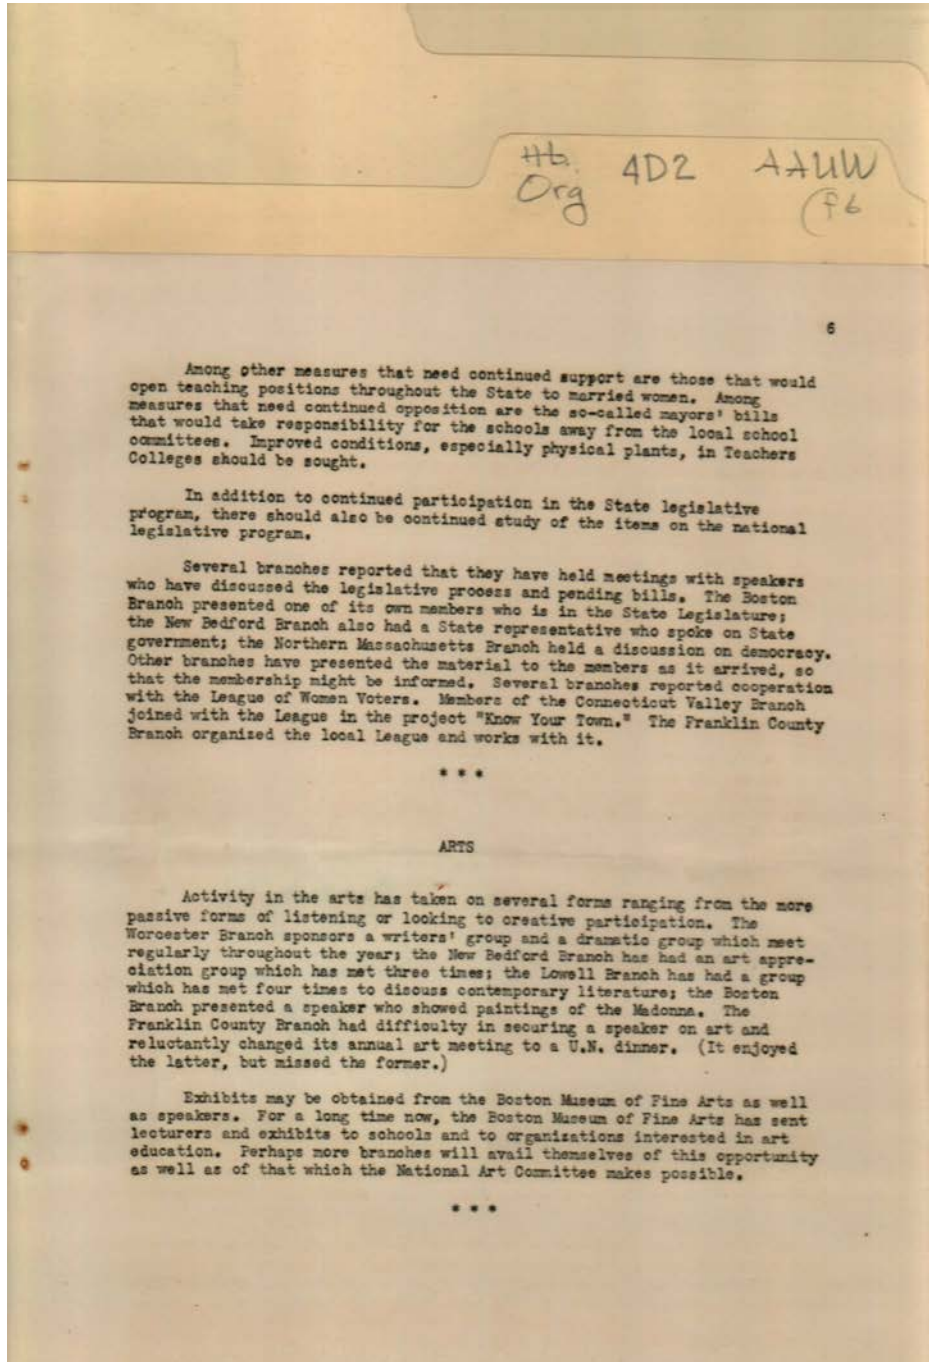 Hb. 4D2 AAUW
Org (f6
6
Among other measures that need continued support are those that would
open teaching positions throughout the State to married women. Among
measures that need continued opposition are the so-called mayors' bills
that would take responsibility for the schools away from the local school
committees. Improved conditions, especially physical plants, in Teachers
Colleges should be sought.
In addition to continued participation in the State legislative
program, there should also be continued study of the items on the national
legislative program.
Several branches reported that they have held meetings with speakers
who have discussed the legislative process and pending bills. The Boston
Branch presented one of its own members who is in the State Legislature;
the New Bedford Branch also had a State representative who spoke on State
government; the Northern Massachusetts Branch held a discussion on democracy.
Other branches have presented the material to the members as it arrived, so
that the membership might be informed. Several branches reported cooperation
with the League of Women Voters. Members of the Connecticut Valley Branch
joined with the League in the project "Know Your Town." The Franklin County
Branch organized the local League and works with it.
* * *
ARTS
Activity in the arts has taken on several forms ranging from the more
passive forms of listening or looking to creative participation. The
Worcester Branch sponsors a writers' group and a dramatic group which meet
regularly throughout the year; the New Bedford Branch has had an art appre-
ciation group which has met three times; the Lowell Branch has had a group
which has met four times to discuss contemporary literature; the Boston
Branch presented a speaker who showed paintings of the Madonna. The
Franklin County Branch had difficulty in securing a speaker on art and
reluctantly changed its annual art meeting to a U.N. dinner. (It enjoyed
the latter, but missed the former.)
Exhibits may be obtained from the Boston Museum of Fine Arts as well
as speakers. For a long time now, the Boston Museum of Fine Arts has sent
lecturers and exhibits to schools and to organizations interested in art
education. Perhaps more branches will avail themselves of this opportunity
as well as of that which the National Art Committee makes possible.
* * *